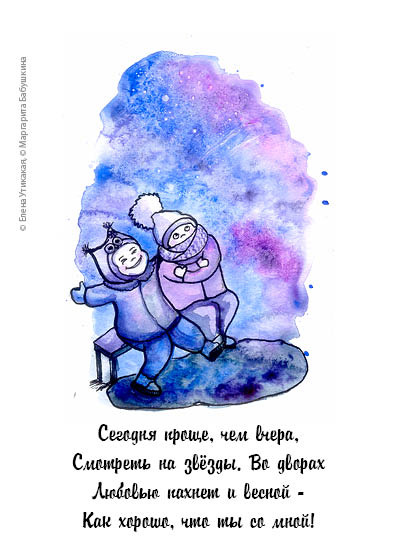 © Елена Утикакая, © Маргарита Бабушкина
Сегодня проще, чем вчера,
Смотреть на звёзды. Во дворах
Любовью пахнет и весной -
Как хорошо, что ты со мной!